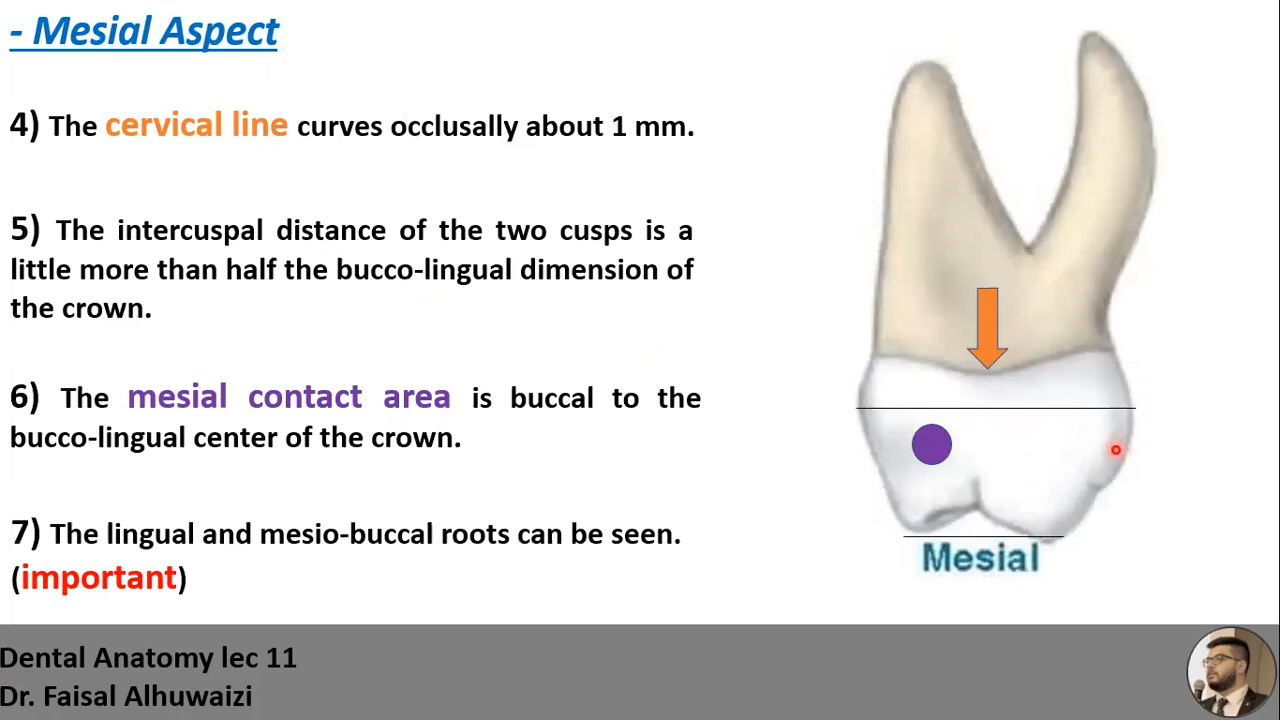 - Mesial Aspect
4) The cervical line curves occlusally about 1 mm.
5) The intercuspal distance of the two cusps is a
little more than half the bucco-lingual dimension of
the crown.
6) The mesial contact area is buccal to the
bucco-lingual center of the crown.
7) The lingual and mesio-buccal roots can be seen.
(important)
Mesial
Dental Anatomy lec 11
Dr. Faisal Alhuwaizi